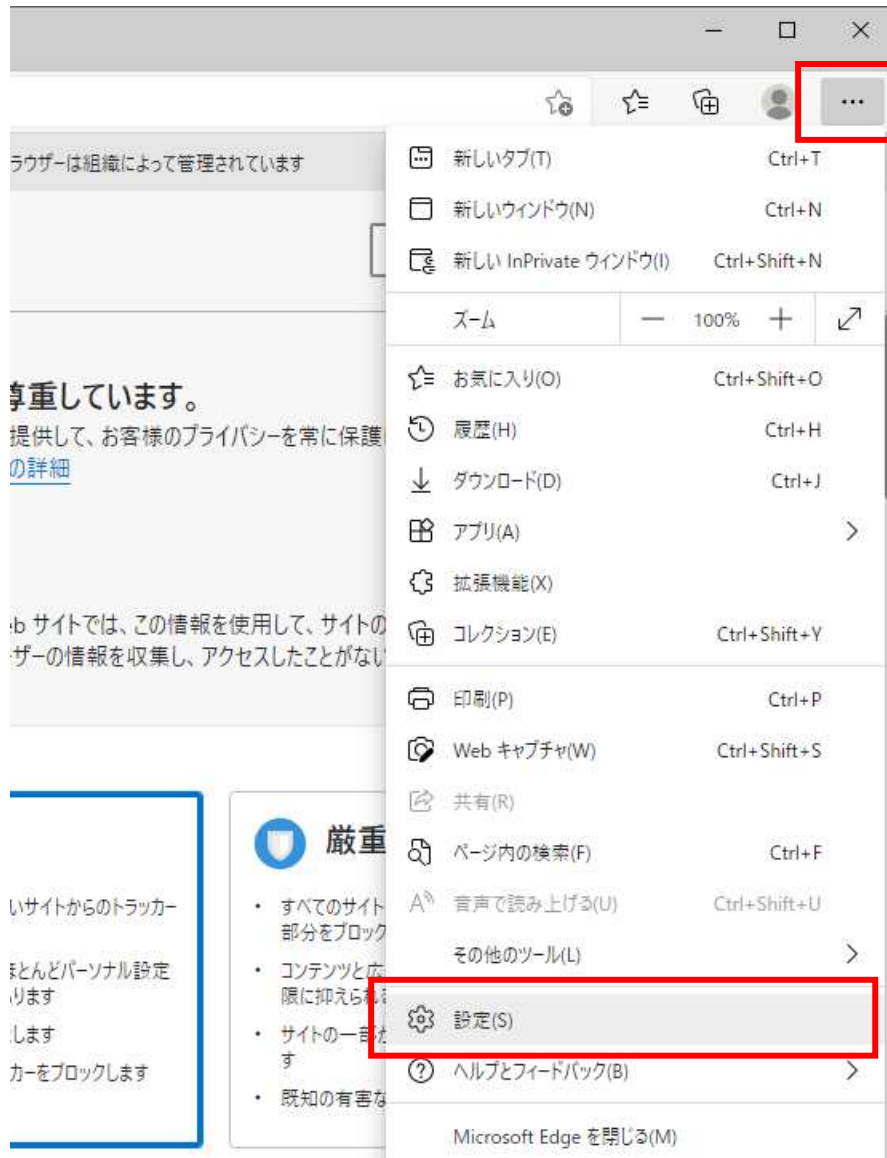 ラウザーは組織によって管理されています
尊重しています。
提供して、お客様のプライバシーを常に保護
の詳細
eb サイトでは、この情報を使用して、サイトの
ザーの情報を収集し、アクセスしたことがない
いサイトからのトラッカー
ほとんどパーソナル設定
ります
します
カーをブロックします
厳重
• すべてのサイト
部分をブロック
• コンテンツと広
限に抑えられ
• サイトの一部が
す
• 既知の有害な
新しいタブ(T) Ctrl+T
新しいウィンドウ(N) Ctrl+N
新しい InPrivate ウィンドウ(I) Ctrl+Shift+N
ズーム 100%
お気に入り(O) Ctrl+Shift+O
履歴(H) Ctrl+H
ダウンロード(D) Ctrl+J
アプリ(A)
拡張機能(X)
コレクション(E) Ctrl+Shift+Y
印刷(P) Ctrl+P
Web キャプチャ(W) Ctrl+Shift+S
共有(R)
ページ内の検索(F) Ctrl+F
音声で読み上げる(U) Ctrl+Shift+U
その他のツール(L)
設定(S)
ヘルプとフィードバック(B)
Microsoft Edge を閉じる(M)